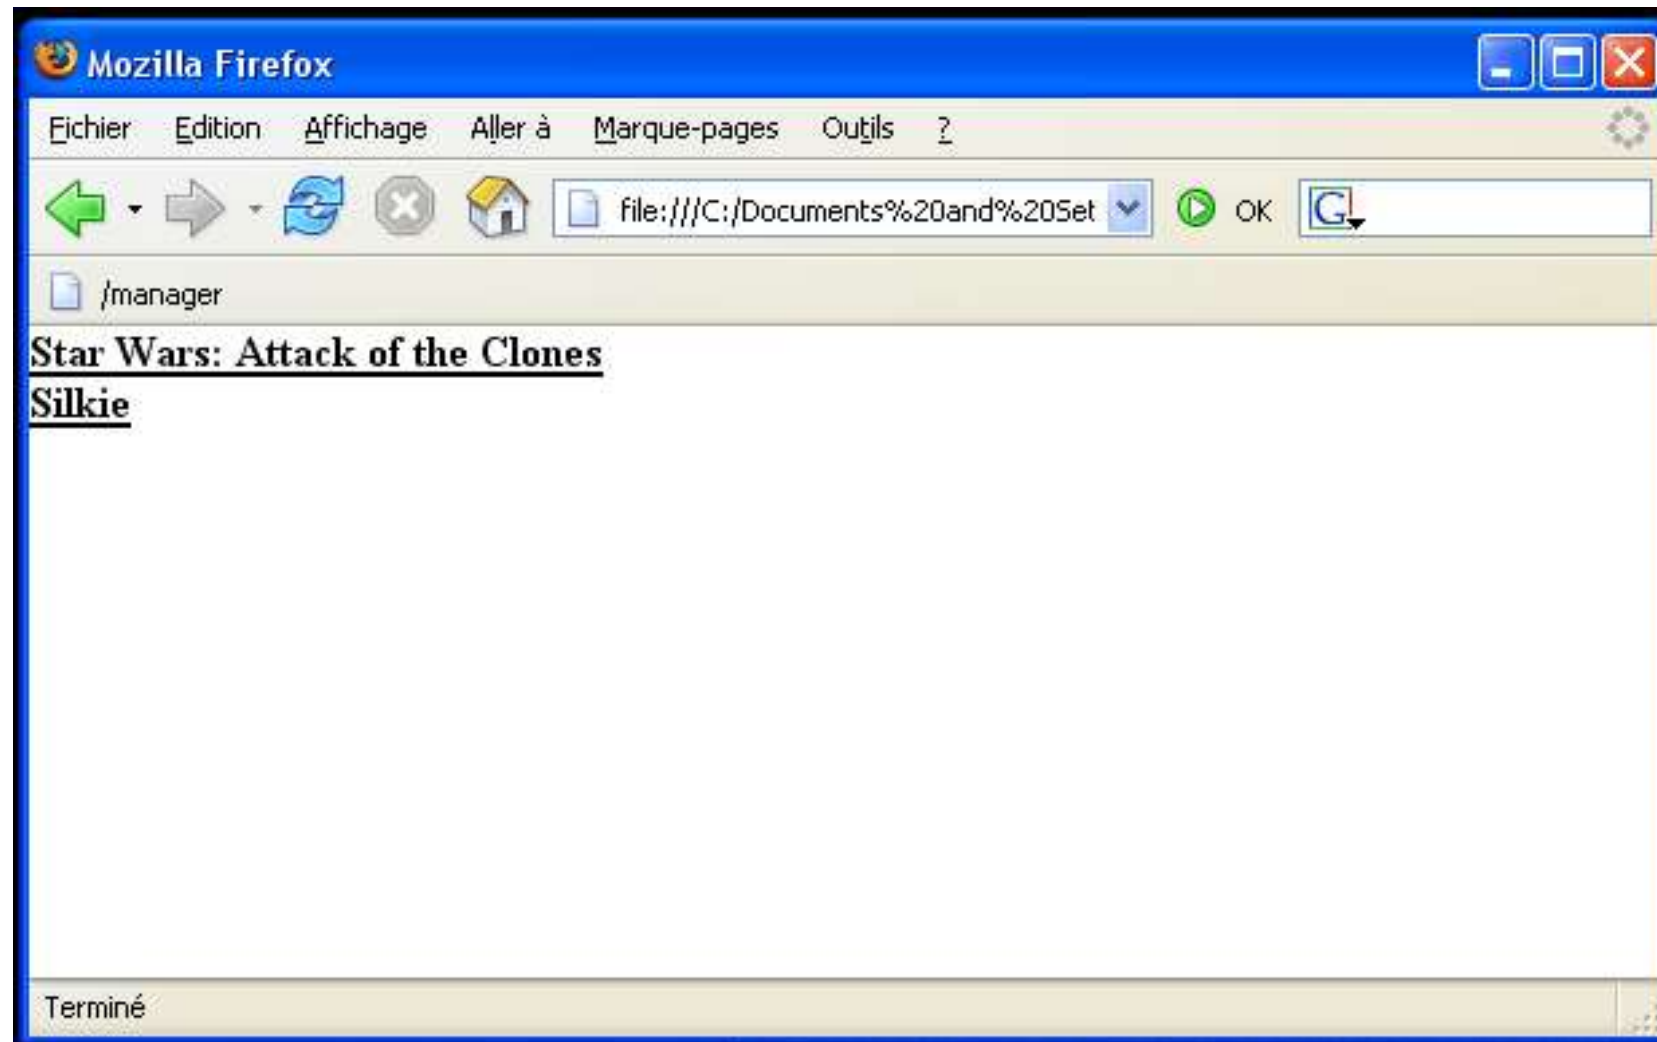 Mozilla Firefox
Fichier Edition Affichage Aller à Marque-pages Outils ?
file:///C:/Documents%20and%20Set OK G
/manager
Star Wars: Attack of the Clones
Silkie
Terminé